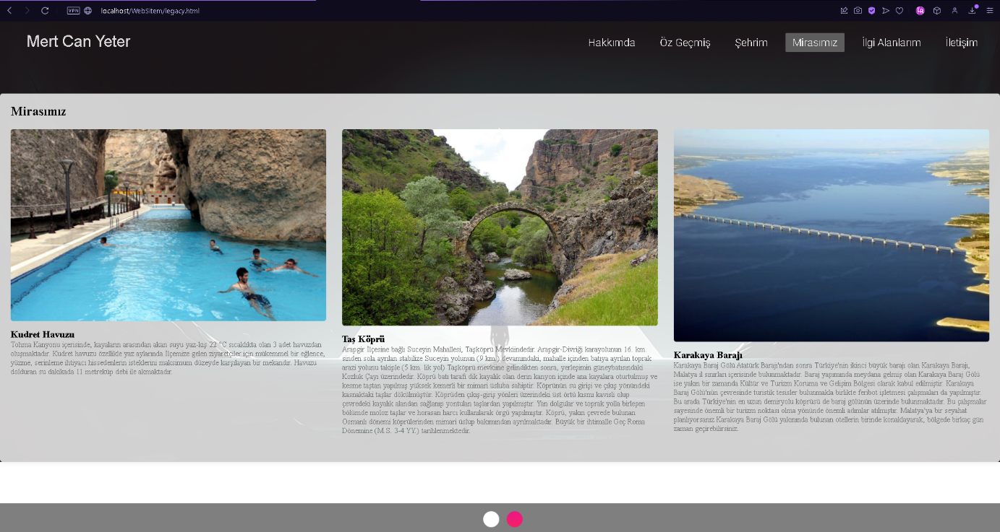 VPN
localhost/WebSitem/legacy.html
Mert Can Yeter
Hakkımda
Öz Geçmiş
Şehrim
Mirasımız
İlgi Alanlarım
İletişim
Mirasımız
Kudret Havuzu
Tohma Kanyonu içerisinde, kayaların arasından akan suyu yaz-kış 22 °C sıcaklıkta olan 3 adet havuzdan
oluşmaktadır. Kudret havuzu özellikle yaz aylarında İlçemize gelen ziyaretçiler için mükemmel bir eğlence,
yüzme, serinleme ihtiyacı hissedenlerin isteklerini maksimum düzeyde karşılayan bir mekandır. Havuzu
dolduran su dakikada 11 metreküp debi ile akmaktadır.
Taş Köprü
Arapgir İlçesine bağlı Suceyin Mahallesi, Taşköprü Mevkiindedir. Arapgir-Divriği karayolunun 16. km.
sinden sola ayrılan stabilize Suceyin yolunun (9 km.) devamındaki, mahalle içinden batıya ayrılan toprak
arazi yolunu takiple (5 km. lik yol) Taşköprü mevkiine gelindikten sonra, yerleşimin güneybatısındaki
Kozluk Çayı üzerindedir. Köprü batı tarafı dik kayalık olan derin kanyon içinde ana kayalara oturtulmuş ve
kesme taştan yapılmış yüksek kemerli bir mimari usluba sahiptir. Köprünün su girişi ve çıkış yönündeki
kasnaktaki taşlar dökülmüştür. Köprüden çıkış-giriş yönleri üzerindeki üst örtü kısmı kavisli olup
çevredeki kayalık alandan sağlanıp yontulan taşlardan yapılmıştır. Yan dolgular ve toprak yolla birleşen
bölümde moloz taşlar ve horasan harcı kullanılarak örgü yapılmıştır. Köprü, yakın çevrede bulunan
Osmanlı dönemi köprülerinden mimari üslup bakımından ayrılmaktadır. Büyük bir ihtimalle Geç Roma
Dönemine (M.S. 3-4 YY.) tarihlenmektedir.
Karakaya Barajı
Karakaya Baraj Gölü Atatürk Barajı'ndan sonra Türkiye'nin ikinci büyük barajı olan Karakaya Barajı,
Malatya il sınırları içerisinde bulunmaktadır. Baraj yapımında meydana gelmiş olan Karakaya Baraj Gölü
ise yakın bir zamanda Kültür ve Turizm Koruma ve Gelişim Bölgesi olarak kabul edilmiştir. Karakaya
Baraj Gölü'nün çevresinde turistik tesisler bulunmakla birlikte feribot işletmesi çalışmaları da yapılmıştır.
Bu arada Türkiye'nin en uzun demiryolu köprüsü de baraj gölünün üzerinde bulunmaktadır. Bu çalışmalar
sayesinde önemli bir turizm noktası olma yönünde önemli adımlar atılmıştır. Malatya'ya bir seyahat
planlıyorsanız Karakaya Baraj Gölü yakınında bulunan otellerin birinde konaklayarak, bölgede birkaç gün
zaman geçirebilirsiniz.